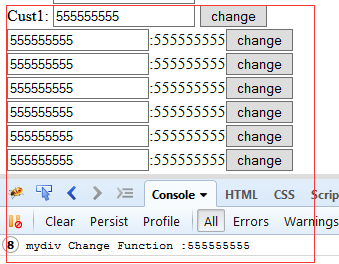 Cust1: 555555555 change
555555555 :555555555 change
555555555 :555555555 change
555555555 :555555555 change
555555555 :555555555 change
555555555 :555555555 change
555555555 :555555555 change
Console HTML CSS Scrip
Clear Persist Profile All Errors Warnings
8 mydiv Change Function :555555555